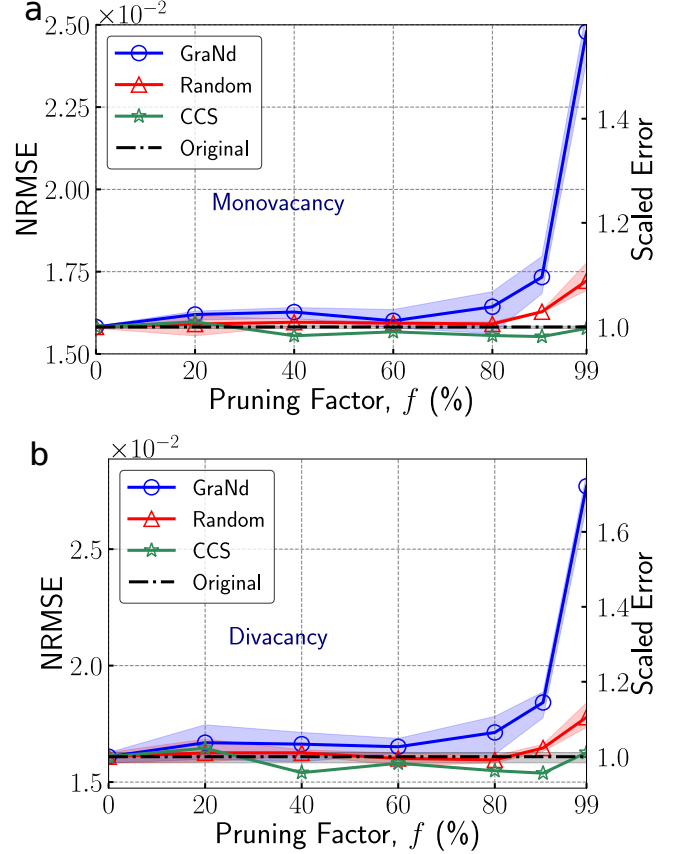 a
×10⁻²
2.50
2.25
2.00
1.75
1.50
NRMSE
GraNd
Random
CCS
Original
Monovacancy
1.4
1.2
1.0
Scaled Error
0 20 40 60 80 99
Pruning Factor, f (%)
b
×10⁻²
2.5
2.0
1.5
NRMSE
GraNd
Random
CCS
Original
Divacancy
1.6
1.4
1.2
1.0
Scaled Error
0 20 40 60 80 99
Pruning Factor, f (%)